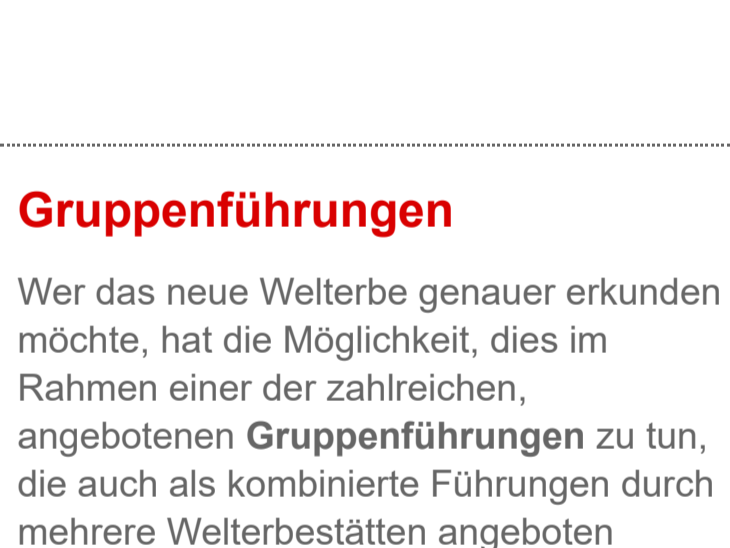 Gruppenführungen
Wer das neue Welterbe genauer erkunden
möchte, hat die Möglichkeit, dies im
Rahmen einer der zahlreichen,
angebotenen Gruppenführungen zu tun,
die auch als kombinierte Führungen durch
mehrere Welterbestätten angeboten